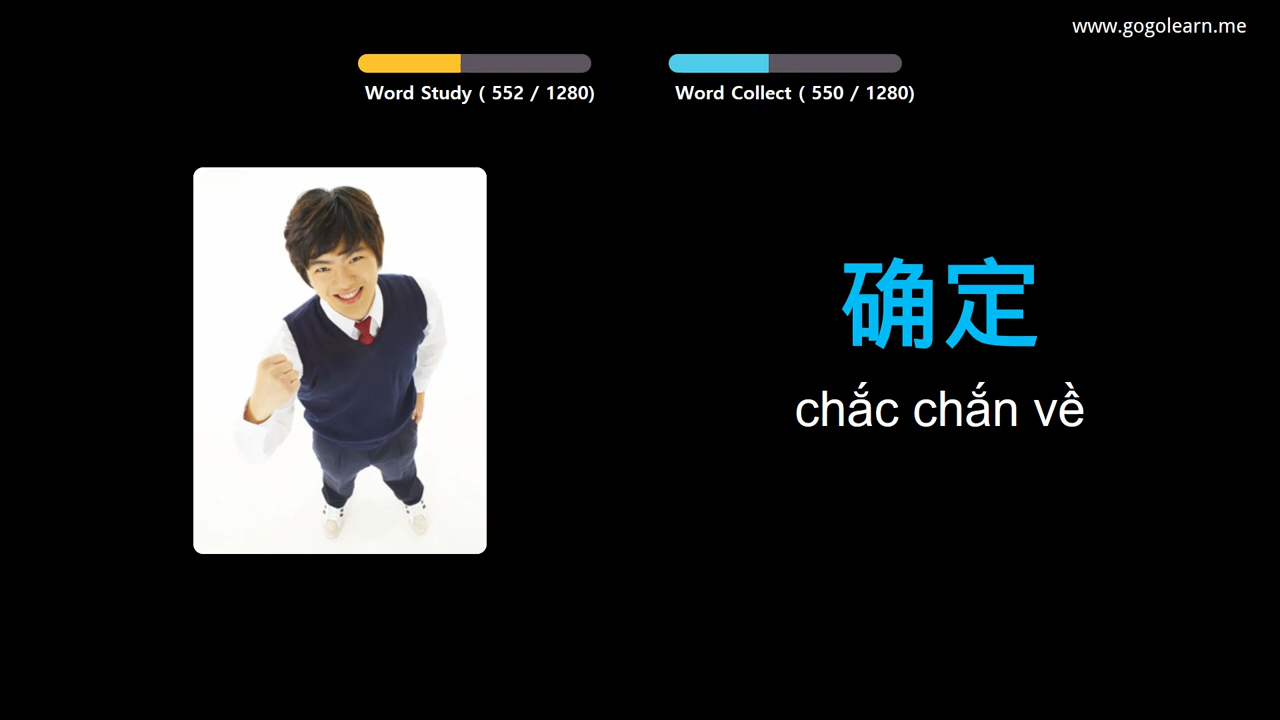 www.gogolearn.me
Word Study ( 552 / 1280)
Word Collect ( 550 / 1280)
确定
chắc chắn về